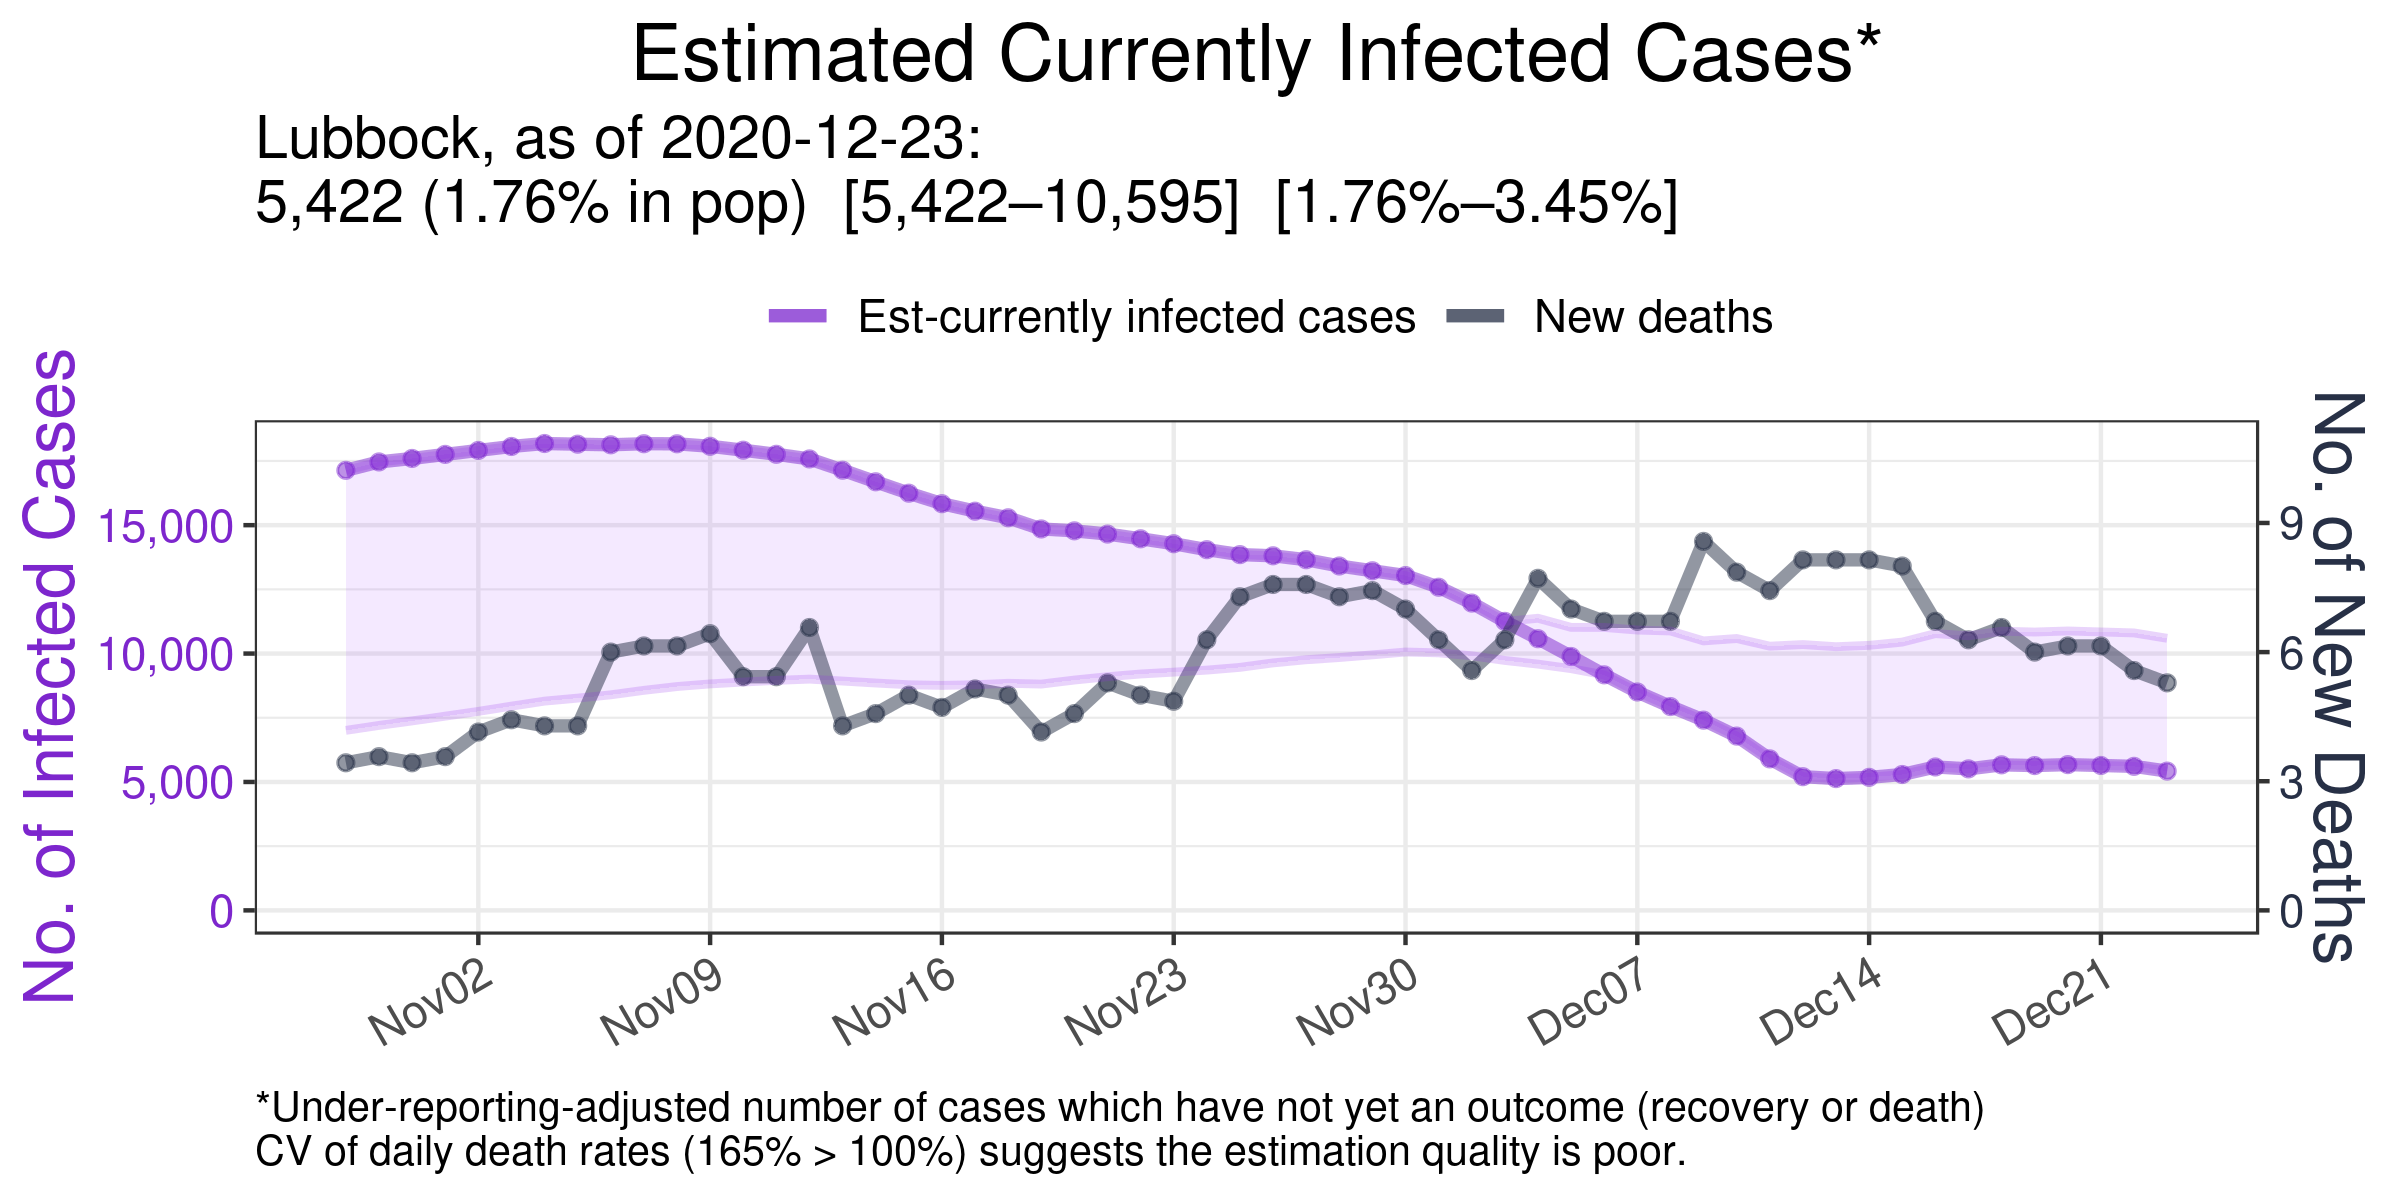 Estimated Currently Infected Cases*
Lubbock, as of 2020-12-23:
5,422 (1.76% in pop)  [5,422–10,595]  [1.76%–3.45%]
Est-currently infected cases
New deaths
No. of Infected Cases
15,000
10,000
5,000
0
No. of New Deaths
9
6
3
0
Nov02
Nov09
Nov16
Nov23
Nov30
Dec07
Dec14
Dec21
*Under-reporting-adjusted number of cases which have not yet an outcome (recovery or death)
CV of daily death rates (165% > 100%) suggests the estimation quality is poor.